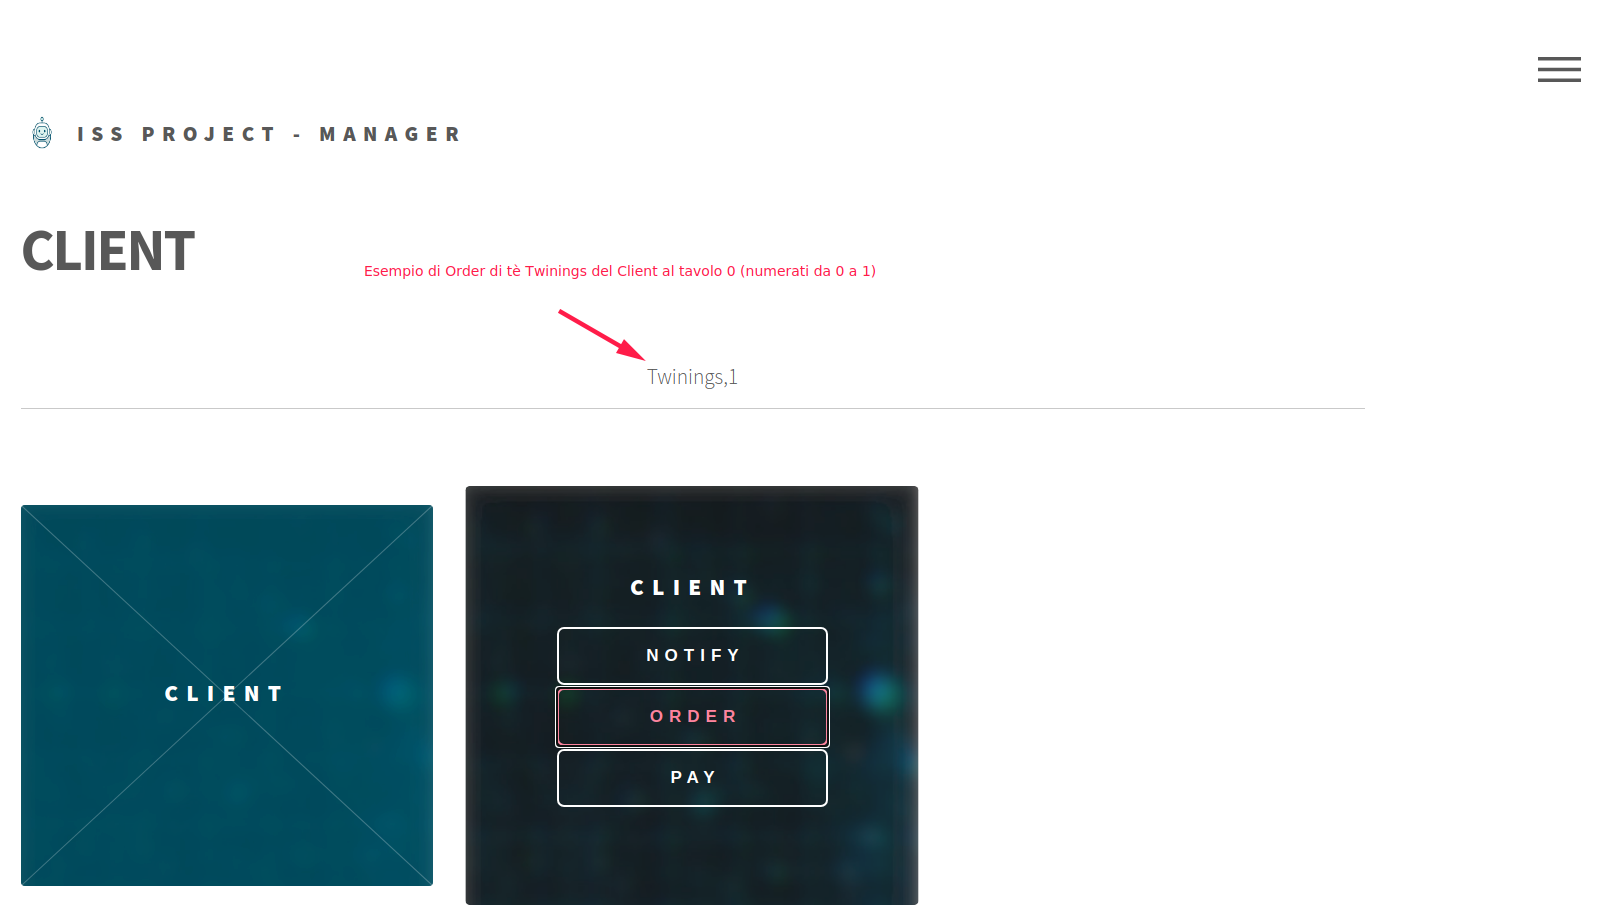 ISS PROJECT - MANAGER
CLIENT
Esempio di Order di tè Twinings del Client al tavolo 0 (numerati da 0 a 1)
Twinings,1
CLIENT
CLIENT
NOTIFY
ORDER
PAY